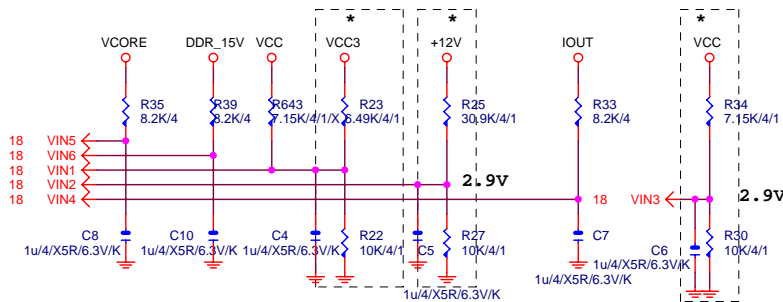 * * *
VCORE DDR_15V VCC VCC3 +12V IOUT VCC
R35 R39 R643 R23 R25 R33 R34
8.2K/4 8.2K/4 7.15K/4/1/X 6.49K/4/1 30.9K/4/1 8.2K/4 7.15K/4/1
18 VIN5
18 VIN6
18 VIN1
18 VIN2 2.9V
18 VIN4 18 VIN3 2.9V
C8 C10 C4 R22 C5 R27 C7 C6 R30
1u/4/X5R/6.3V/K 1u/4/X5R/6.3V/K 1u/4/X5R/6.3V/K 10K/4/1 10K/4/1 1u/4/X5R/6.3V/K 10K/4/1
1u/4/X5R/6.3V/K 1u/4/X5R/6.3V/K